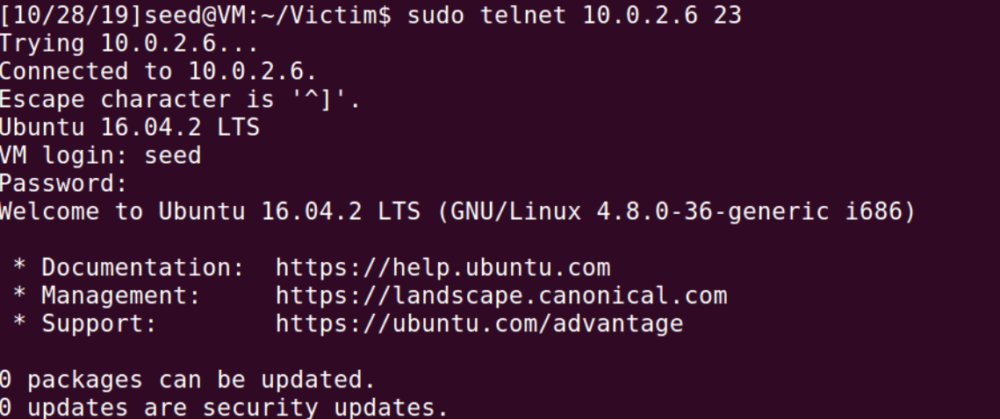 [10/28/19]seed@VM:~/Victim$ sudo telnet 10.0.2.6 23
Trying 10.0.2.6...
Connected to 10.0.2.6.
Escape character is '^]'.
Ubuntu 16.04.2 LTS
VM login: seed
Password:
Welcome to Ubuntu 16.04.2 LTS (GNU/Linux 4.8.0-36-generic i686)

 * Documentation:  https://help.ubuntu.com
 * Management:     https://landscape.canonical.com
 * Support:        https://ubuntu.com/advantage

0 packages can be updated.
0 updates are security updates.